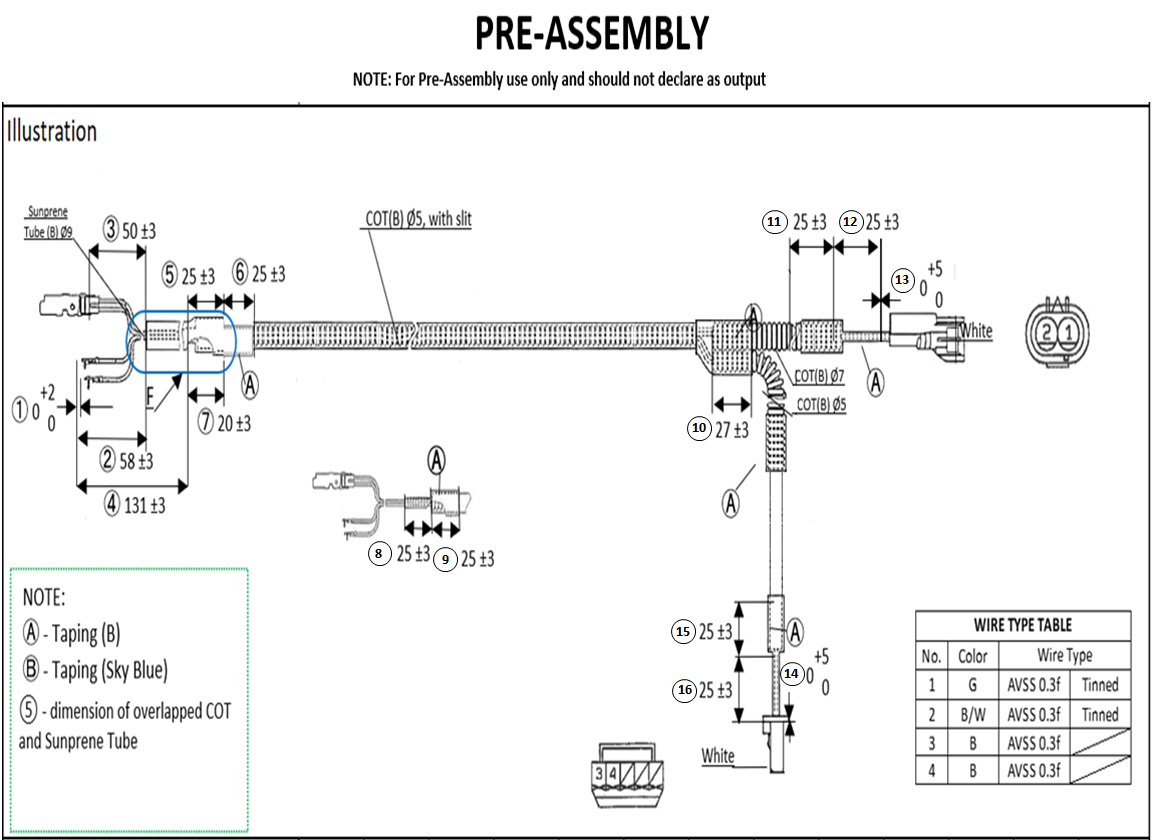 PRE-ASSEMBLY
NOTE: For Pre-Assembly use only and should not declare as output
Illustration
Sunprene
Tube (B) Ø9
③ 50 ±3
COT(B) Ø5, with slit
⑤ 25 ±3
⑥ 25 ±3
⑪ 25 ±3
⑫ 25 ±3
⑬ 0 +5 0
White
② ①
A
COT(B) Ø7
A
COT(B) Ø5
A
F
① 0 +2 0
⑦ 20 ±3
⑩ 27 ±3
② 58 ±3
④ 131 ±3
A
A
⑧ 25 ±3
⑨ 25 ±3
⑮ 25 ±3
A
⑭ 0 +5 0
⑯ 25 ±3
White
3 4
NOTE:
Ⓐ - Taping (B)
Ⓑ - Taping (Sky Blue)
⑤ - dimension of overlapped COT
and Sunprene Tube
WIRE TYPE TABLE
No. Color Wire Type
1 G AVSS 0.3f Tinned
2 B/W AVSS 0.3f Tinned
3 B AVSS 0.3f
4 B AVSS 0.3f